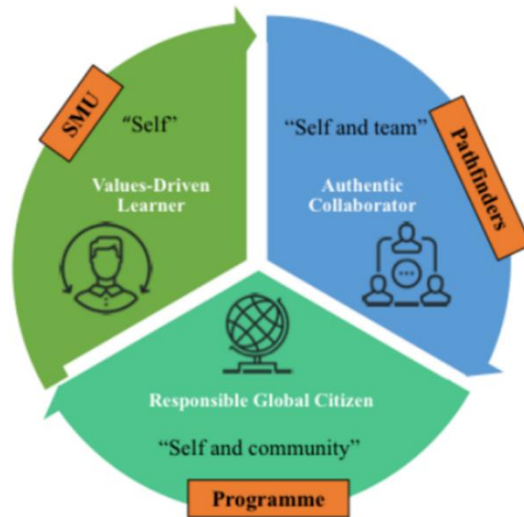 SMU
“Self”
Values-Driven
Learner
“Self and team”
Authentic
Collaborator
Pathfinders
Responsible Global Citizen
“Self and community”
Programme